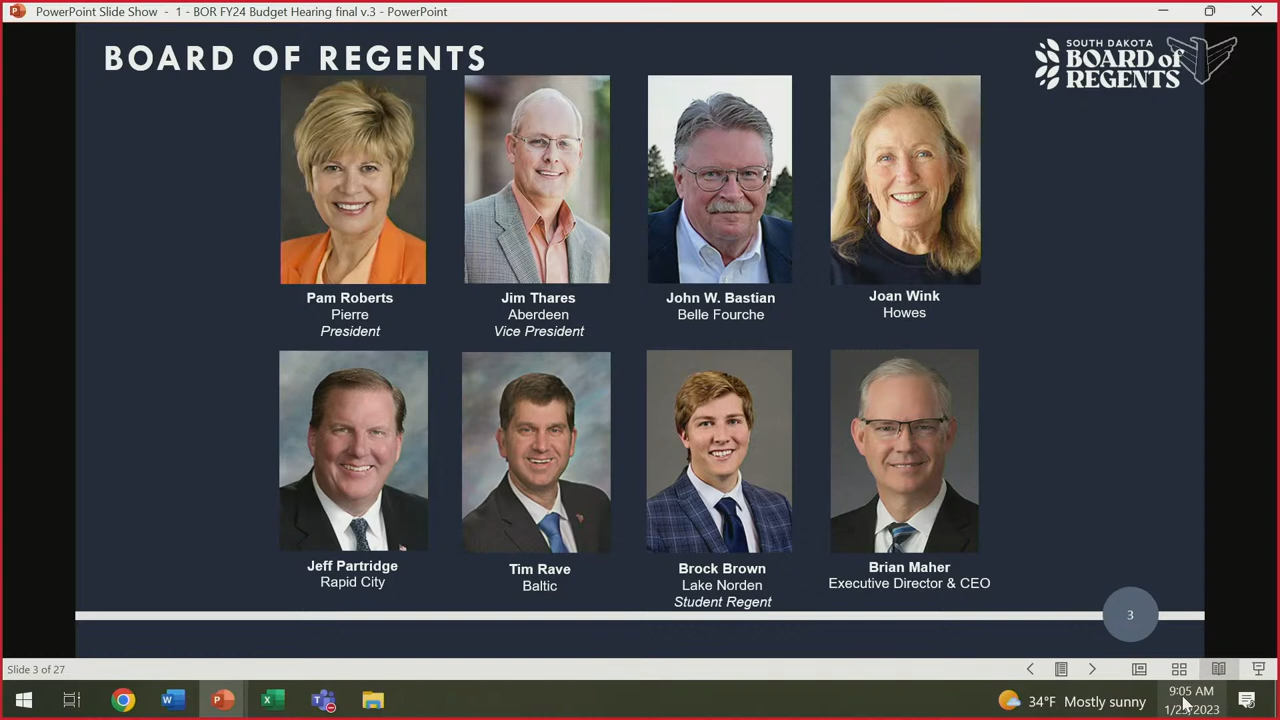 PowerPoint Slide Show - 1 - BOR FY24 Budget Hearing final v.3 - PowerPoint
BOARD OF REGENTS
SOUTH DAKOTA
BOARD of
REGENTS
Pam Roberts
Pierre
President
Jim Thares
Aberdeen
Vice President
John W. Bastian
Belle Fourche
Joan Wink
Howes
Jeff Partridge
Rapid City
Tim Rave
Baltic
Brock Brown
Lake Norden
Student Regent
Brian Maher
Executive Director & CEO
3
Slide 3 of 27
34°F Mostly sunny
9:05 AM